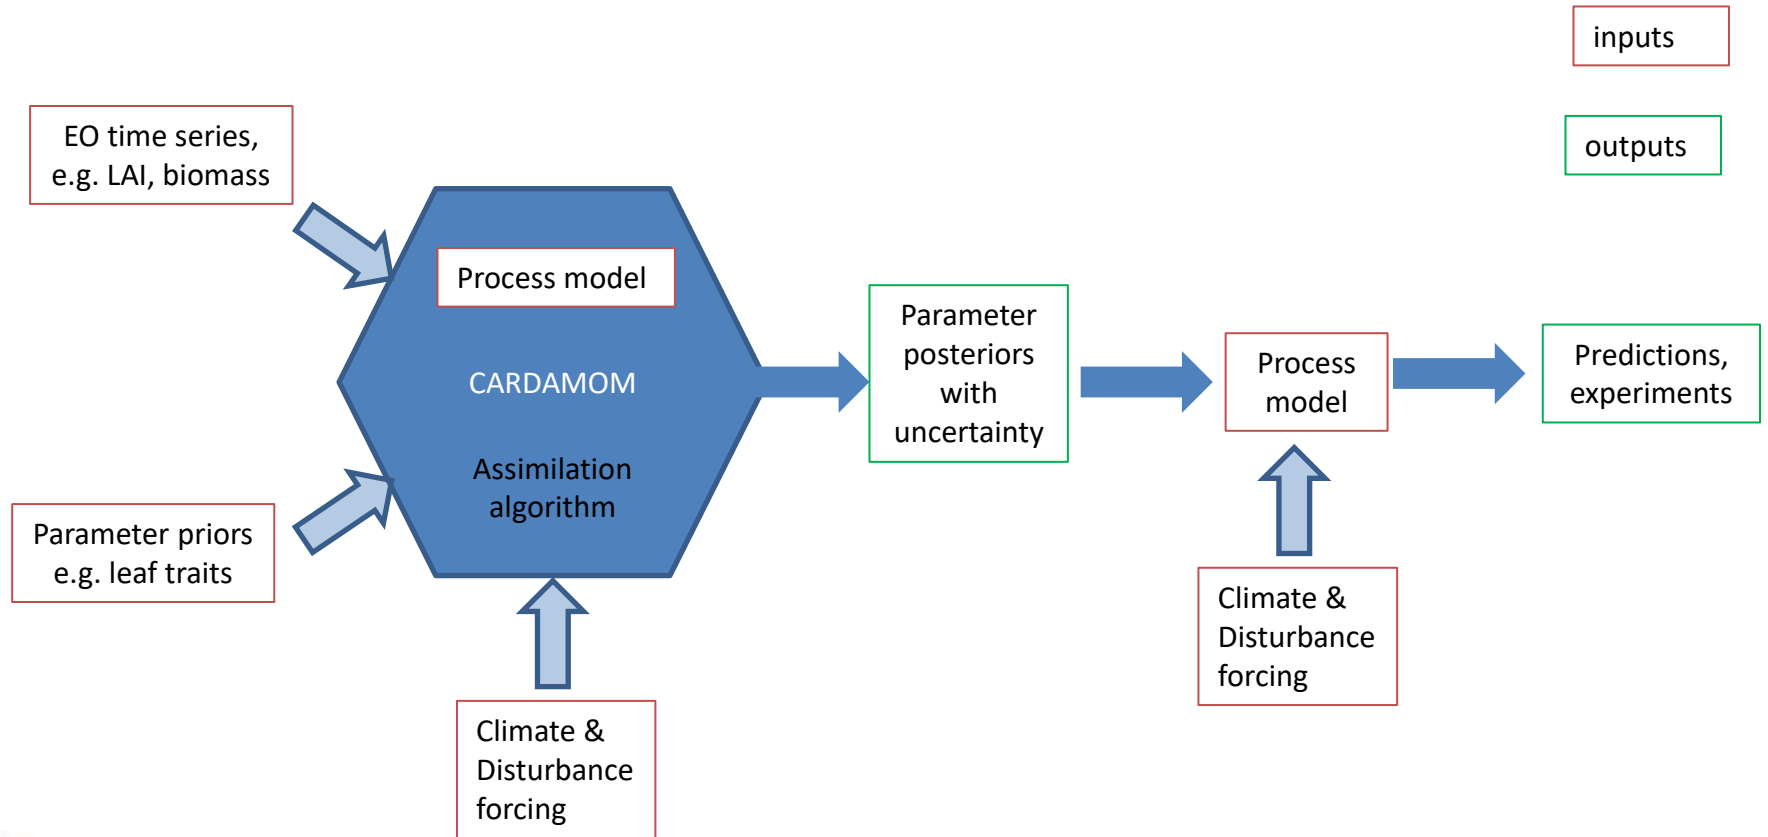 inputs
outputs
EO time series,
e.g. LAI, biomass
Process model
CARDAMOM
Assimilation
algorithm
Parameter priors
e.g. leaf traits
Climate &
Disturbance
forcing
Parameter
posteriors
with
uncertainty
Process
model
Climate &
Disturbance
forcing
Predictions,
experiments